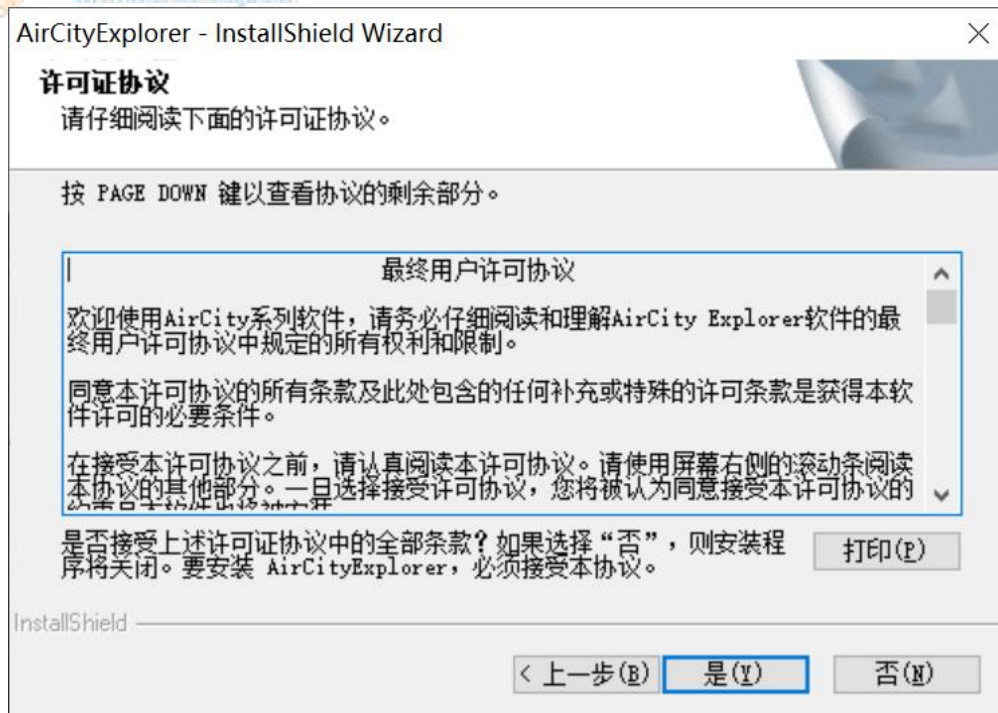 AirCityExplorer - InstallShield Wizard
许可证协议
请仔细阅读下面的许可证协议。
按 PAGE DOWN 键以查看协议的剩余部分。
最终用户许可协议
欢迎使用AirCity系列软件，请务必仔细阅读和理解AirCity Explorer软件的最
终用户许可协议中规定的所有权利和限制。
同意本许可协议的所有条款及此处包含的任何补充或特殊的许可条款是获得本软
件许可的必要条件。
在接受本许可协议之前，请认真阅读本许可协议。请使用屏幕右侧的滚动条阅读
本协议的其他部分。一旦选择接受许可协议，您将被认为同意接受本许可协议的
是否接受上述许可证协议中的全部条款？如果选择“否”，则安装程
序将关闭。要安装 AirCityExplorer，必须接受本协议。
打印(P)
InstallShield
< 上一步(B)
是(Y)
否(N)